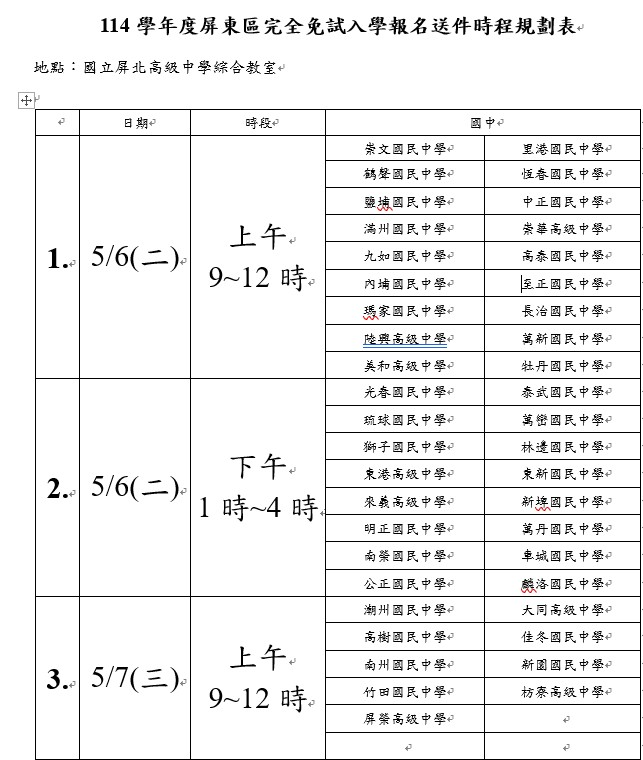 114 學年度屏東區完全免試入學報名送件時程規劃表
地點：國立屏北高級中學綜合教室
日期 時段 國中
1. 5/6(二) 上午
9~12 時
崇文國民中學 里港國民中學
鶴聲國民中學 恆春國民中學
鹽埔國民中學 中正國民中學
滿州國民中學 崇華高級中學
九如國民中學 高泰國民中學
內埔國民中學 至正國民中學
瑪家國民中學 長治國民中學
陸興高級中學 萬新國民中學
美和高級中學 牡丹國民中學
2. 5/6(二) 下午
1 時~4 時
光春國民中學 泰武國民中學
琉球國民中學 萬巒國民中學
獅子國民中學 林邊國民中學
東港高級中學 東新國民中學
來義高級中學 新埤國民中學
明正國民中學 萬丹國民中學
南榮國民中學 車城國民中學
公正國民中學 麟洛國民中學
3. 5/7(三) 上午
9~12 時
潮州國民中學 大同高級中學
高樹國民中學 佳冬國民中學
南州國民中學 新園國民中學
竹田國民中學 枋寮高級中學
屏榮高級中學